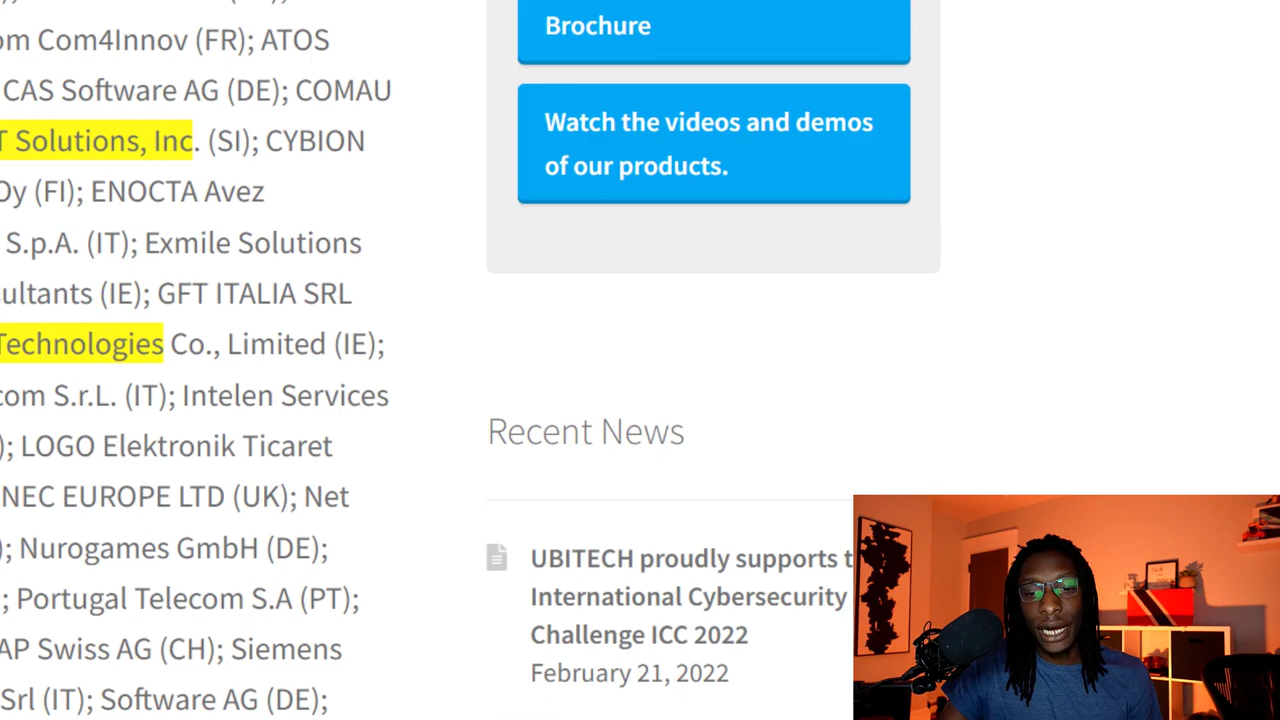 om Com4Innov (FR); ATOS
CAS Software AG (DE); COMAU
T Solutions, Inc. (SI); CYBION
Oy (FI); ENOCTA Avez
S.p.A. (IT); Exmile Solutions
sultants (IE); GFT ITALIA SRL
Technologies Co., Limited (IE);
com S.r.L. (IT); Intelen Services
); LOGO Elektronik Ticaret
NEC EUROPE LTD (UK); Net
); Nurogames GmbH (DE);
; Portugal Telecom S.A (PT);
AP Swiss AG (CH); Siemens
Srl (IT); Software AG (DE);
Brochure
Watch the videos and demos
of our products.
Recent News
UBITECH proudly supports t
International Cybersecurity
Challenge ICC 2022
February 21, 2022